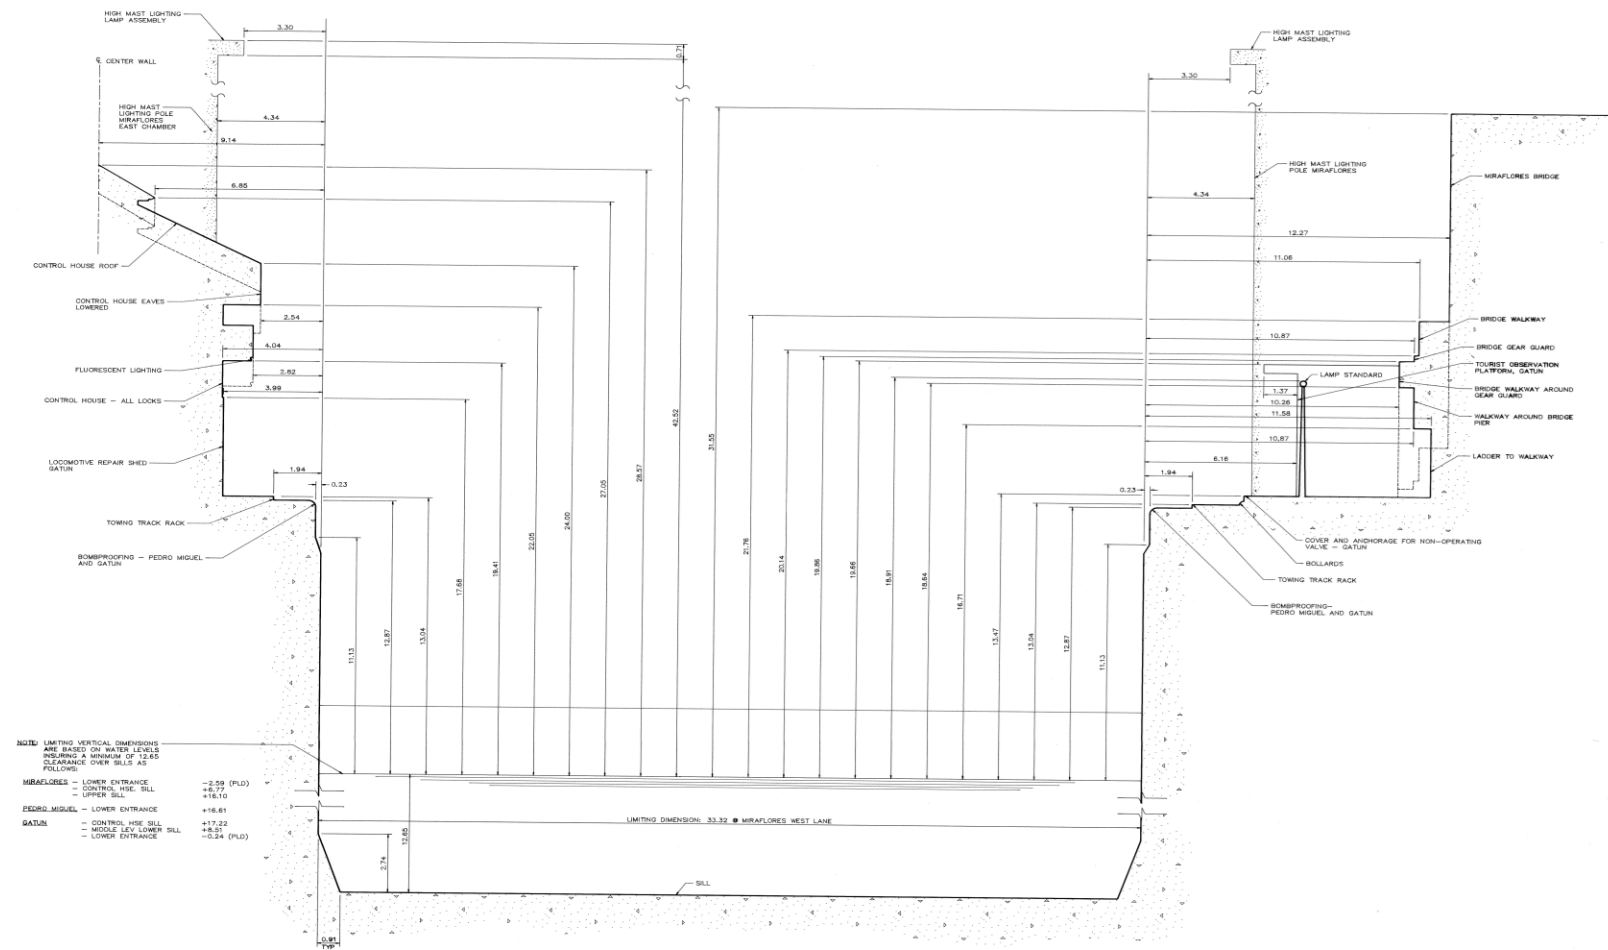 HIGH MAST LIGHTING
LAMP ASSEMBLY
3.30
0.71
℄ CENTER WALL
HIGH MAST
LIGHTING POLE
MIRAFLORES
EAST CHAMBER
4.34
9.14
6.85
CONTROL HOUSE ROOF
CONTROL HOUSE EAVES
LOWERED
2.54
4.04
FLUORESCENT LIGHTING
2.82
3.99
CONTROL HOUSE — ALL LOCKS
LOCOMOTIVE REPAIR SHED
GATUN
1.94
0.23
TOWING TRACK RACK
BOMBPROOFING — PEDRO MIGUEL
AND GATUN
11.13
12.87
13.04
17.68
19.41
22.05
24.00
27.05
28.57
42.52
31.55
21.76
20.14
19.86
19.66
18.91
18.64
16.71
13.47
13.04
12.87
11.13
HIGH MAST LIGHTING
LAMP ASSEMBLY
3.30
HIGH MAST LIGHTING
POLE MIRAFLORES
MIRAFLORES BRIDGE
4.34
12.27
11.06
BRIDGE WALKWAY
10.87
BRIDGE GEAR GUARD
TOURIST OBSERVATION
PLATFORM, GATUN
LAMP STANDARD
BRIDGE WALKWAY AROUND
GEAR GUARD
1.37
10.26
11.58
WALKWAY AROUND BRIDGE
PIER
10.87
LADDER TO WALKWAY
6.16
1.94
0.23
COVER AND ANCHORAGE FOR NON-OPERATING
VALVE — GATUN
BOLLARDS
TOWING TRACK RACK
BOMBPROOFING—
PEDRO MIGUEL AND GATUN
NOTE: LIMITING VERTICAL DIMENSIONS
ARE BASED ON WATER LEVELS
INSURING A MINIMUM OF 12.65
CLEARANCE OVER SILLS AS
FOLLOWS:
MIRAFLORES — LOWER ENTRANCE −2.59 (PLD)
— CONTROL HSE. SILL +6.77
— UPPER SILL +16.10
PEDRO MIGUEL — LOWER ENTRANCE +16.61
GATUN — CONTROL HSE SILL +17.22
— MIDDLE LEV LOWER SILL +8.51
— LOWER ENTRANCE −0.24 (PLD)
LIMITING DIMENSION: 33.32 @ MIRAFLORES WEST LANE
2.74
12.65
SILL
0.91
TYP